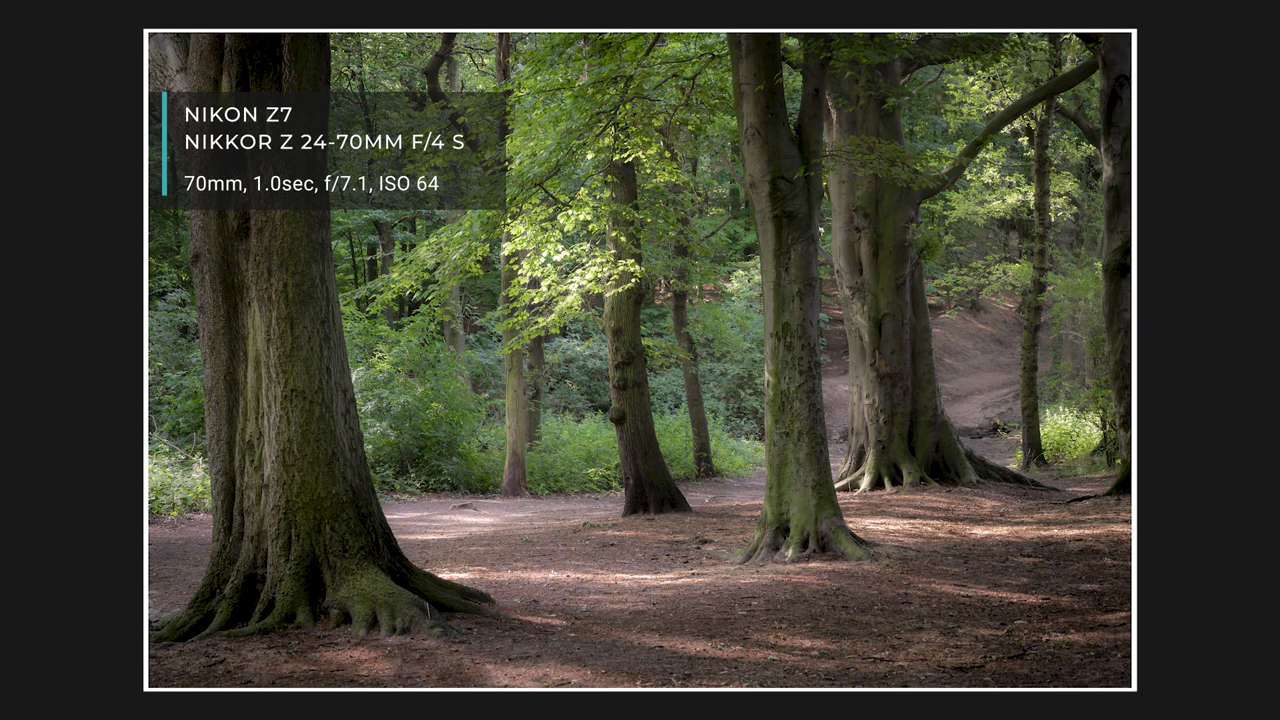 NIKON Z7
NIKKOR Z 24-70MM F/4 S
70mm, 1.0sec, f/7.1, ISO 64